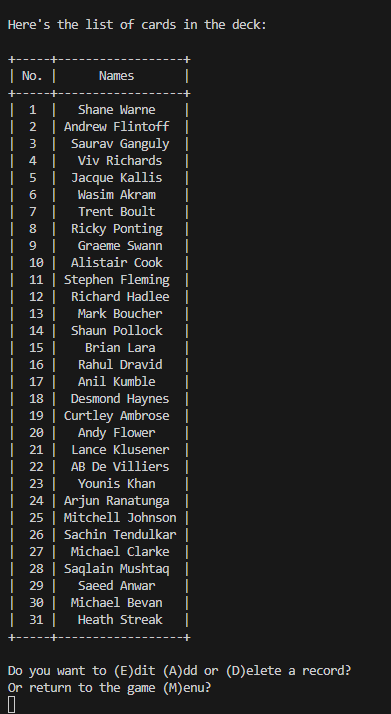 Here's the list of cards in the deck:
+-----+------------------+
| No. |      Names       |
+-----+------------------+
|  1  |   Shane Warne    |
|  2  | Andrew Flintoff  |
|  3  |  Saurav Ganguly  |
|  4  |   Viv Richards   |
|  5  |  Jacque Kallis   |
|  6  |   Wasim Akram    |
|  7  |   Trent Boult    |
|  8  |  Ricky Ponting   |
|  9  |   Graeme Swann   |
|  10 |  Alistair Cook   |
|  11 | Stephen Fleming  |
|  12 |  Richard Hadlee  |
|  13 |   Mark Boucher   |
|  14 |  Shaun Pollock   |
|  15 |    Brian Lara    |
|  16 |   Rahul Dravid   |
|  17 |   Anil Kumble    |
|  18 |  Desmond Haynes  |
|  19 | Curtley Ambrose  |
|  20 |   Andy Flower    |
|  21 |  Lance Klusener  |
|  22 |  AB De Villiers  |
|  23 |   Younis Khan    |
|  24 | Arjun Ranatunga  |
|  25 | Mitchell Johnson |
|  26 | Sachin Tendulkar |
|  27 |  Michael Clarke  |
|  28 | Saqlain Mushtaq  |
|  29 |   Saeed Anwar    |
|  30 |  Michael Bevan   |
|  31 |   Heath Streak   |
+-----+------------------+
Do you want to (E)dit (A)dd or (D)elete a record?
Or return to the game (M)enu?